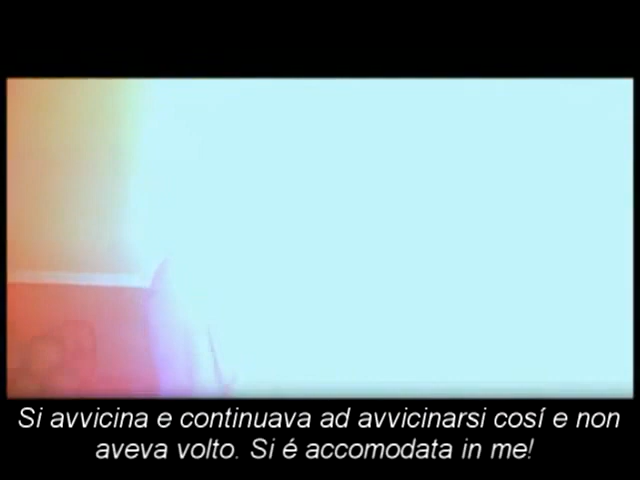 Si avvicina e continuava ad avvicinarsi cosí e non
aveva volto. Si é accomodata in me!